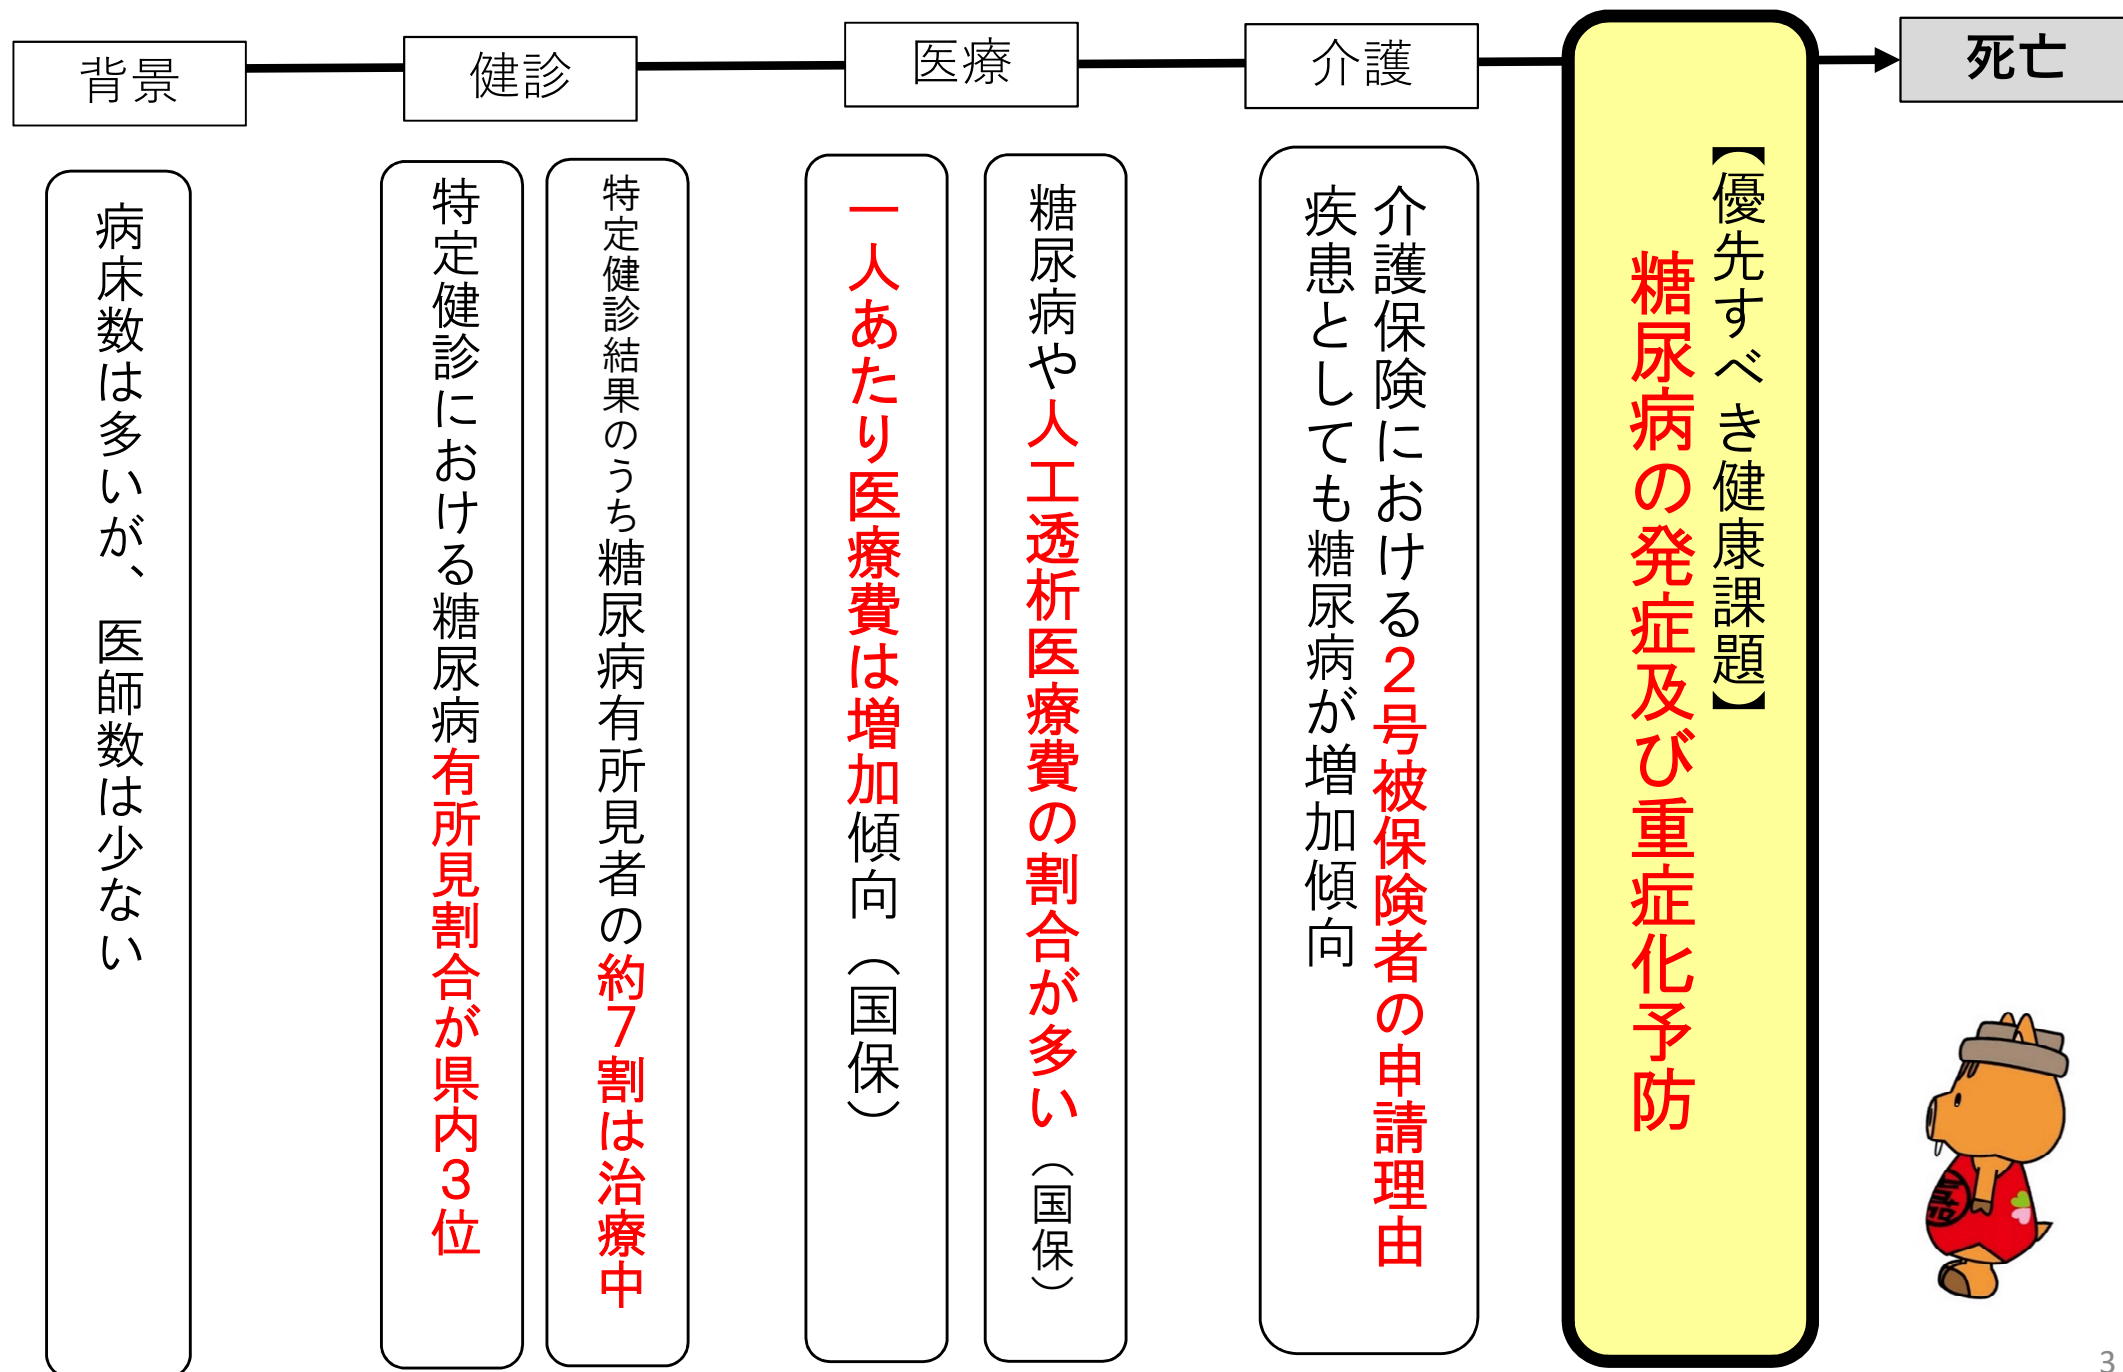 背景
健診
医療
介護
死亡
病床数は多いが、医師数は少ない
特定健診における糖尿病有所見割合が県内3位
特定健診結果のうち糖尿病有所見者の約7割は治療中
一人あたり医療費は増加傾向（国保）
糖尿病や人工透析医療費の割合が多い（国保）
介護保険における2号被保険者の申請理由
疾患としても糖尿病が増加傾向
【優先すべき健康課題】
糖尿病の発症及び重症化予防
3